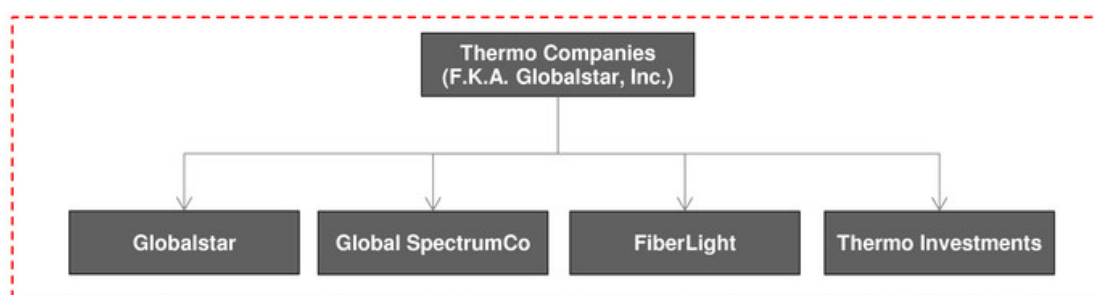 Thermo Companies
(F.K.A. Globalstar, Inc.)
Globalstar
Global SpectrumCo
FiberLight
Thermo Investments